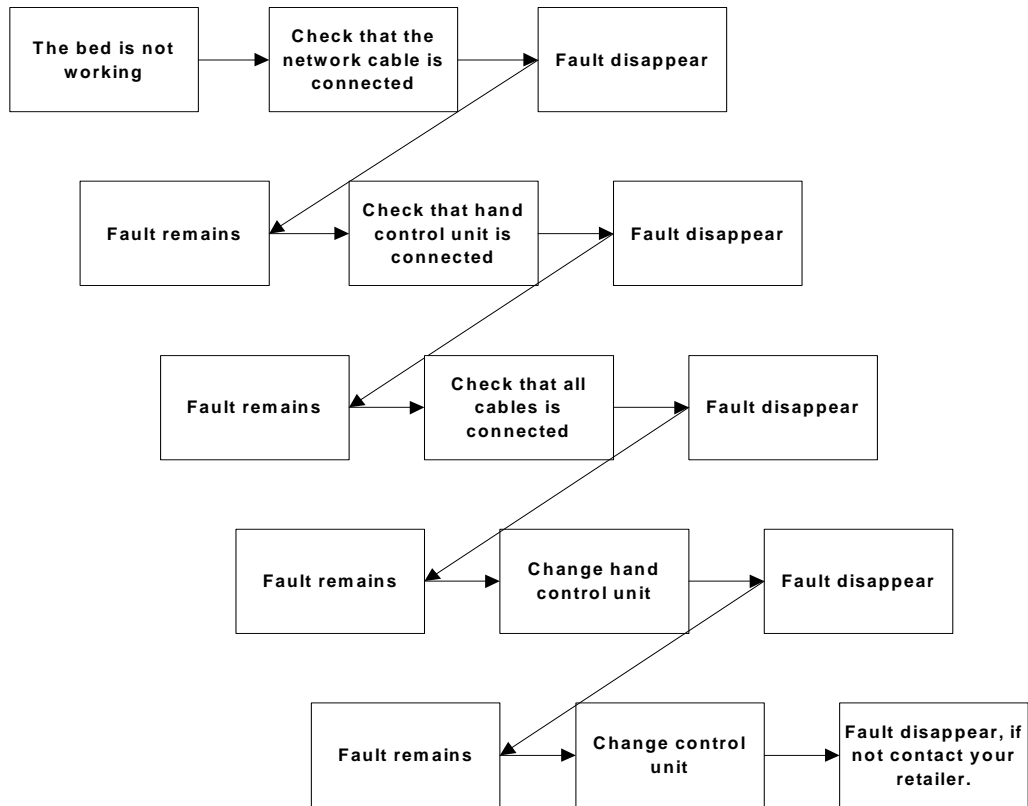 The bed is not
working
Check that the
network cable is
connected
Fault disappear
Fault remains
Check that hand
control unit is
connected
Fault disappear
Fault remains
Check that all
cables is
connected
Fault disappear
Fault remains
Change hand
control unit
Fault disappear
Fault remains
Change control
unit
Fault disappear, if
not contact your
retailer.